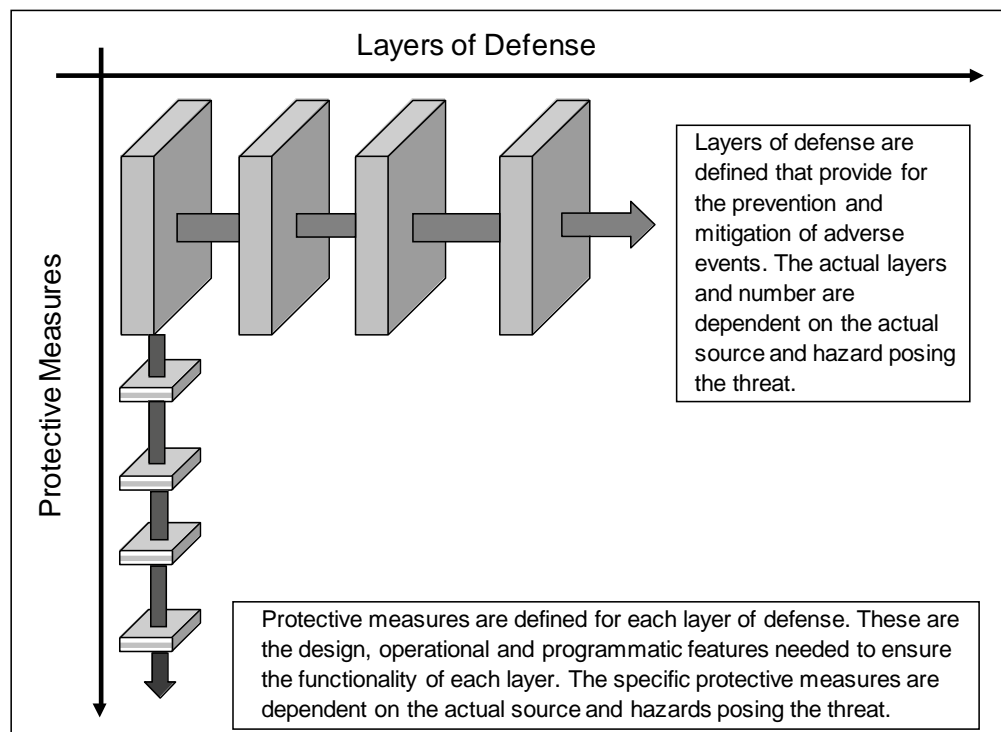 Layers of Defense
Protective Measures
Layers of defense are
defined that provide for
the prevention and
mitigation of adverse
events. The actual layers
and number are
dependent on the actual
source and hazard posing
the threat.
Protective measures are defined for each layer of defense. These are
the design, operational and programmatic features needed to ensure
the functionality of each layer. The specific protective measures are
dependent on the actual source and hazards posing the threat.